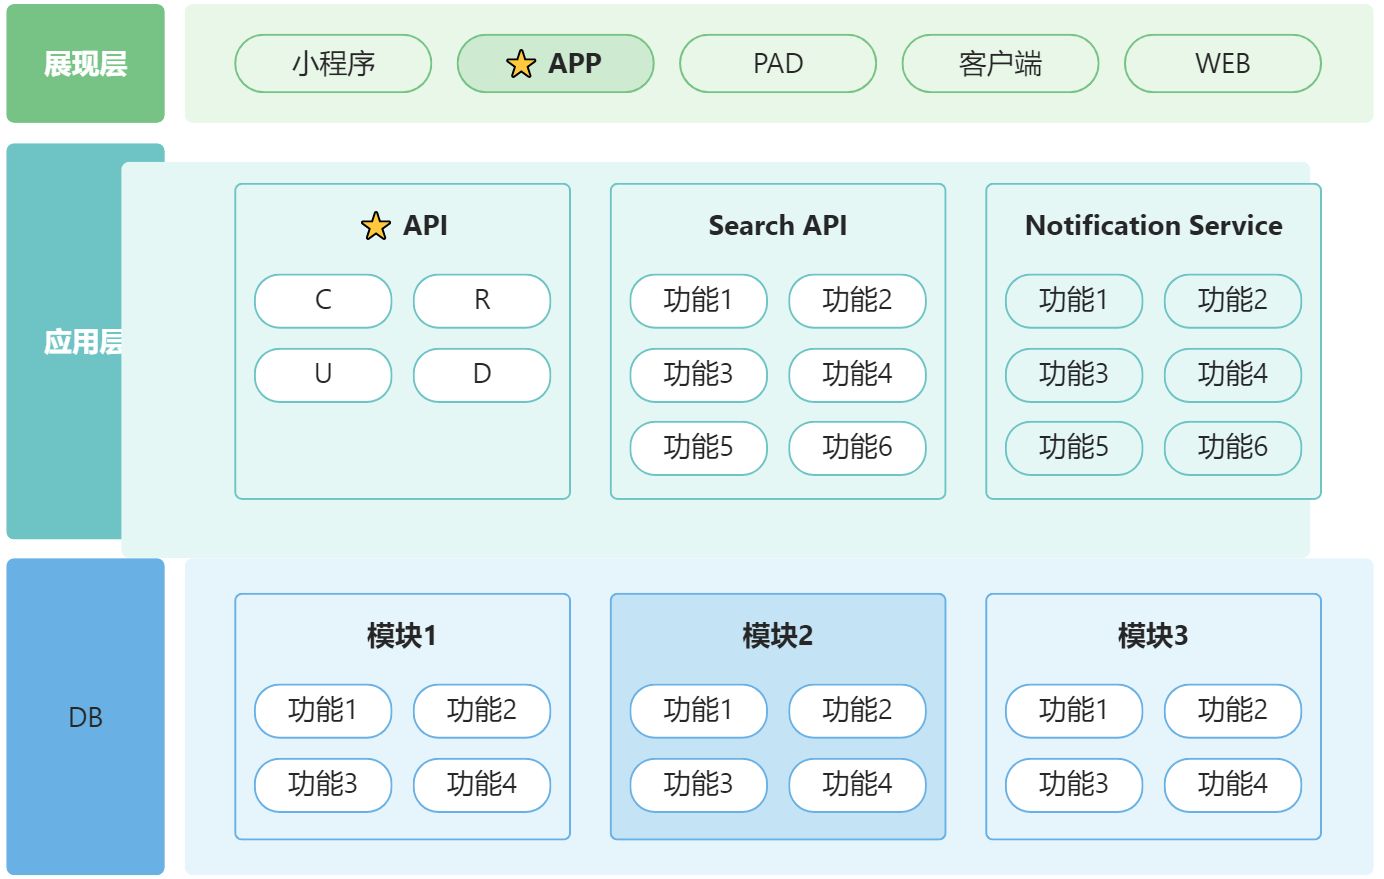 展现层
小程序
APP
PAD
客户端
WEB
应用层
API
C
R
U
D
Search API
功能1
功能2
功能3
功能4
功能5
功能6
Notification Service
功能1
功能2
功能3
功能4
功能5
功能6
DB
模块1
功能1
功能2
功能3
功能4
模块2
功能1
功能2
功能3
功能4
模块3
功能1
功能2
功能3
功能4